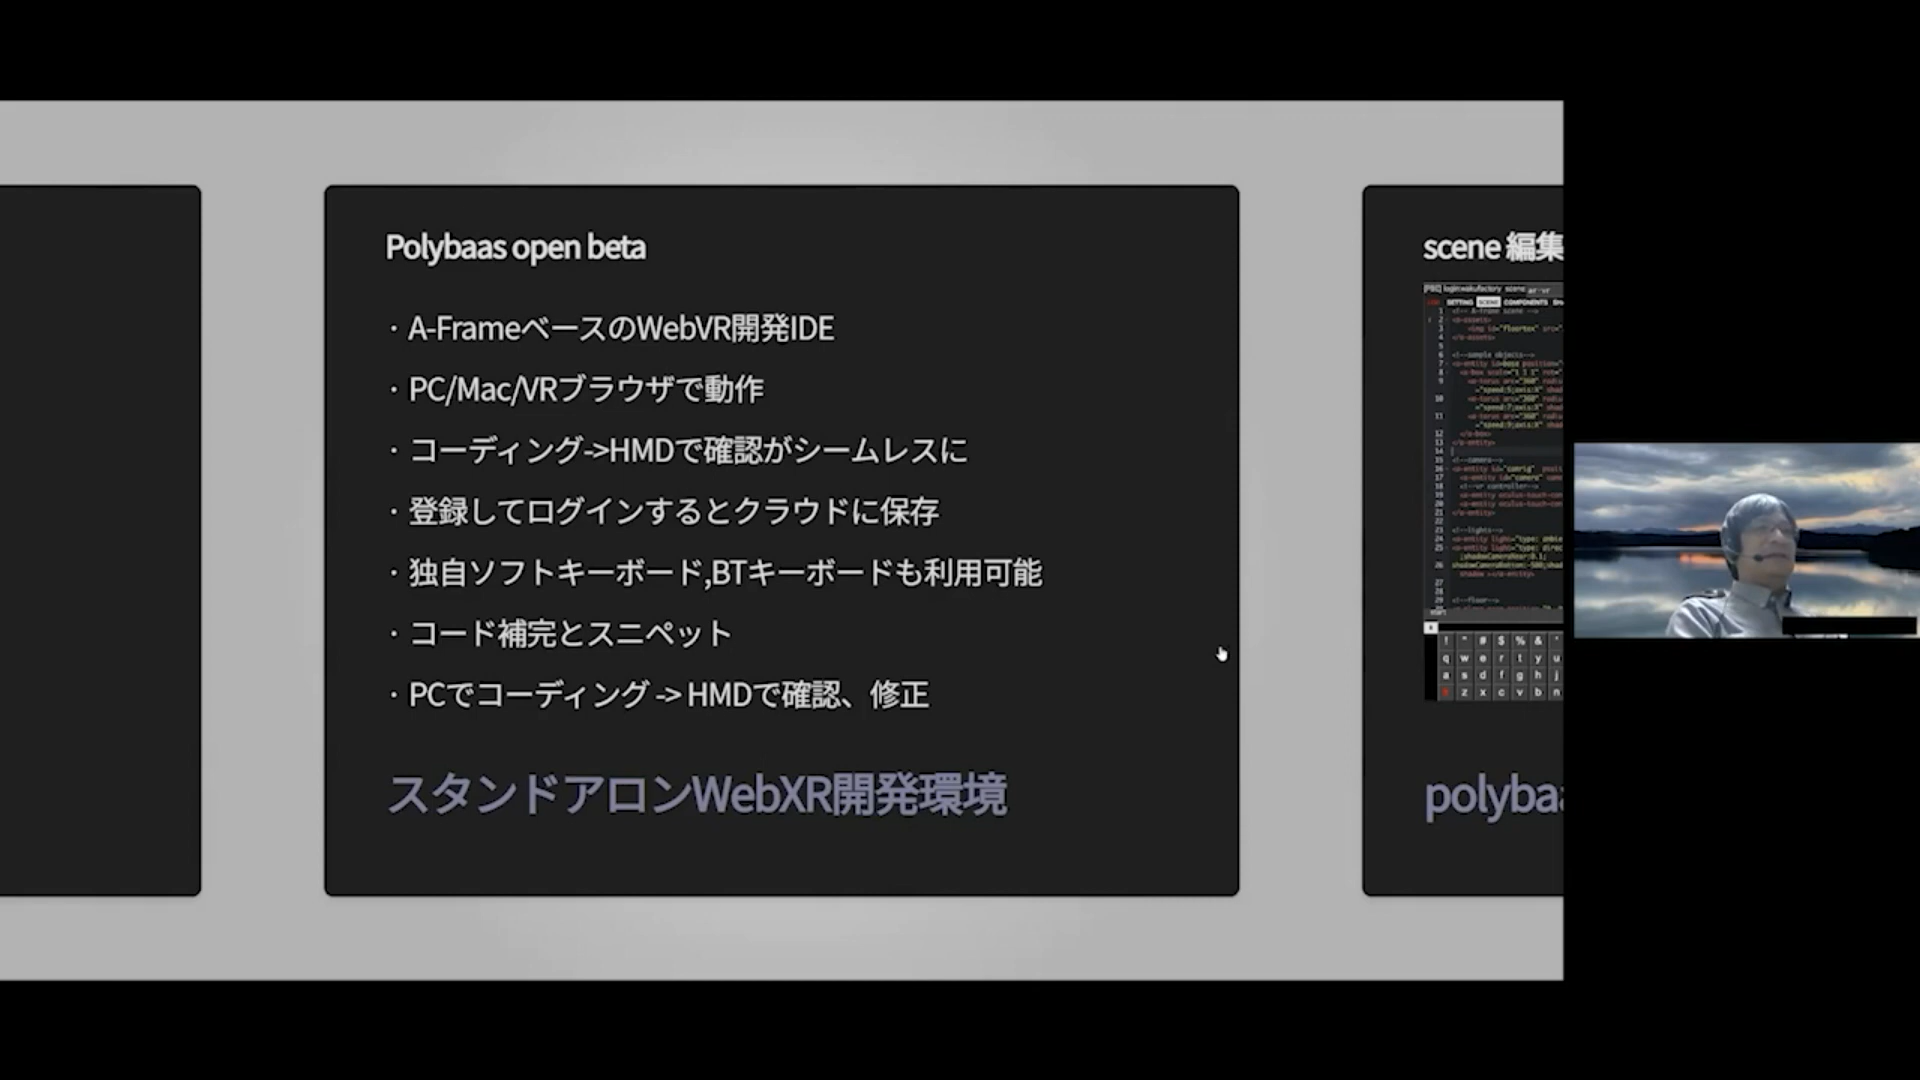 Polybaas open beta
・A-FrameベースのWebVR開発IDE
・PC/Mac/VRブラウザで動作
・コーディング->HMDで確認がシームレスに
・登録してログインするとクラウドに保存
・独自ソフトキーボード,BTキーボードも利用可能
・コード補完とスニペット
・PCでコーディング -> HMDで確認、修正
スタンドアロンWebXR開発環境
scene 編集
SETTING SCENE COMPONENTS
! " # $ % & '
q w e r t y u
a s d f g h j
z x c v b n
polybaa